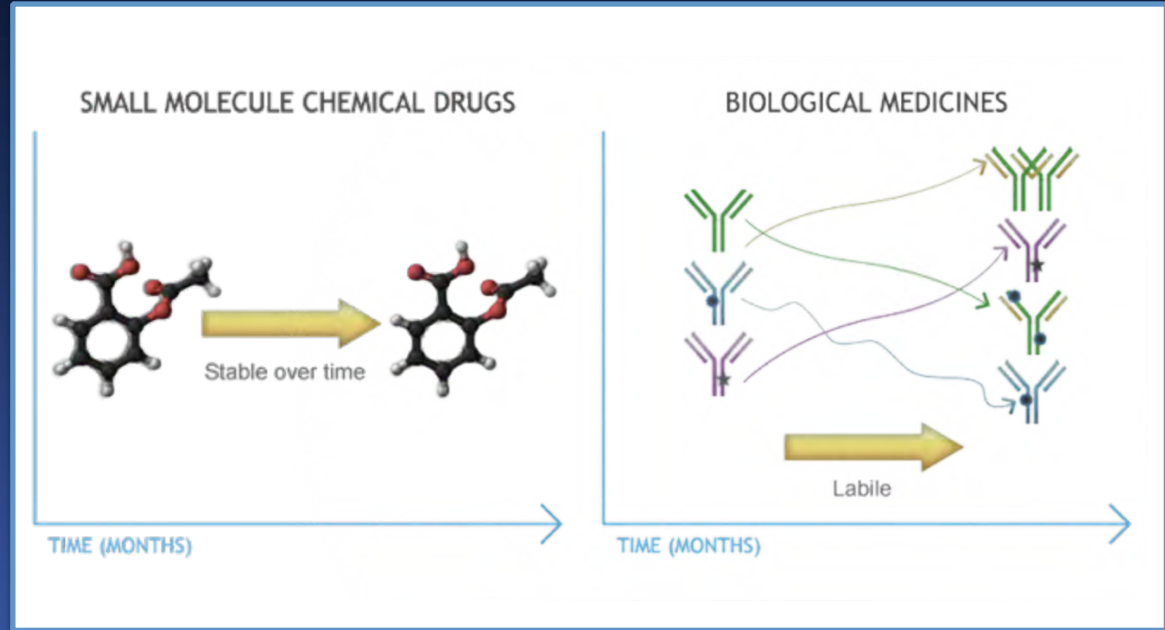 SMALL MOLECULE CHEMICAL DRUGS
Stable over time
TIME (MONTHS)
BIOLOGICAL MEDICINES
Labile
TIME (MONTHS)